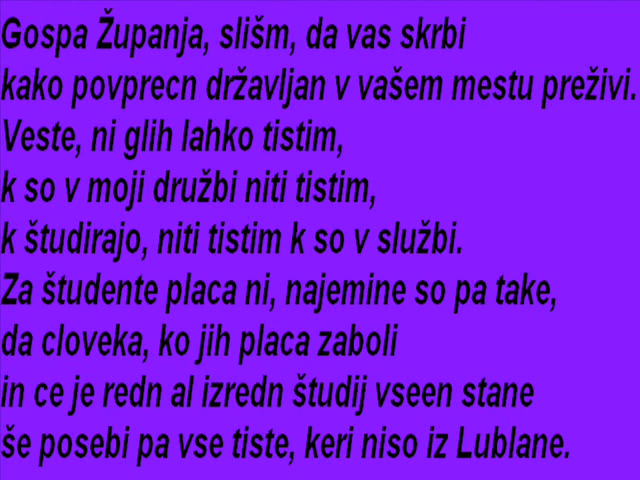 Gospa Županja, slišm, da vas skrbi
kako povprecn državljan v vašem mestu preživi.
Veste, ni glih lahko tistim,
k so v moji družbi niti tistim,
k študirajo, niti tistim k so v službi.
Za študente placa ni, najemine so pa take,
da cloveka, ko jih placa zaboli
in ce je redn al izredn študij vseen stane
še posebi pa vse tiste, keri niso iz Lublane.